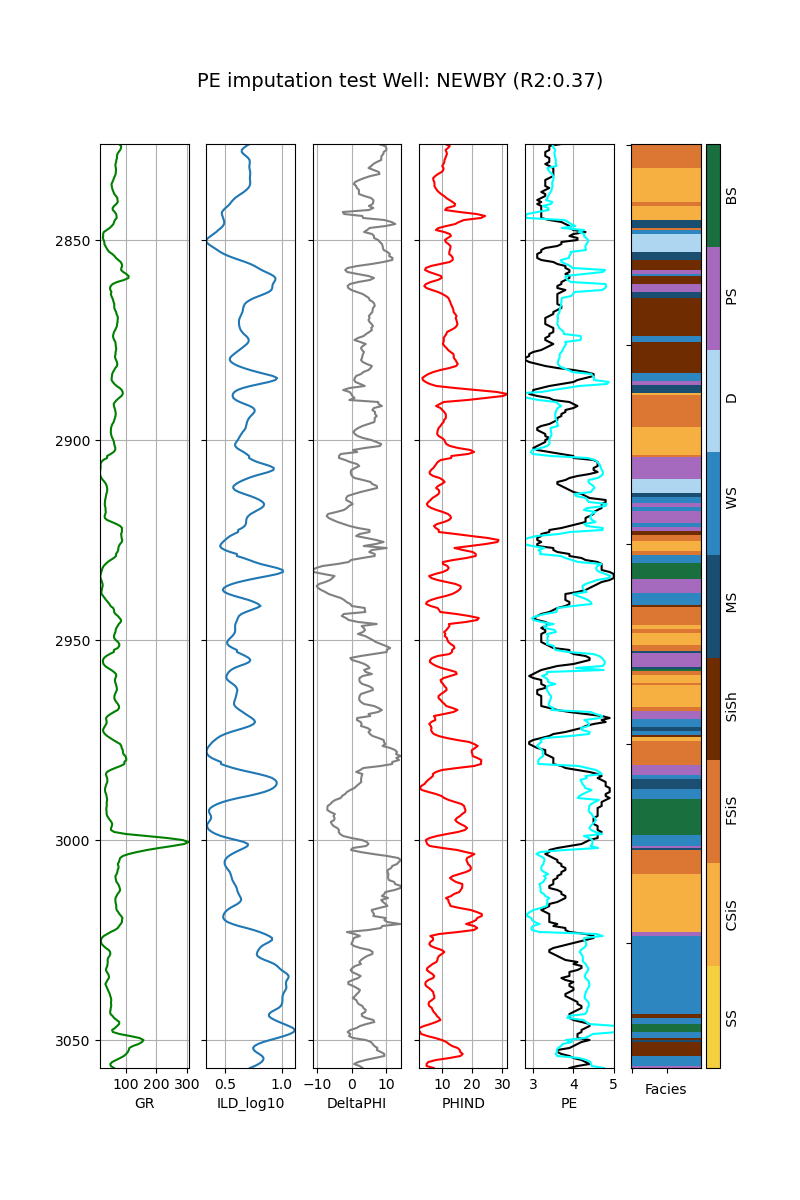 PE imputation test Well: NEWBY (R2:0.37)
2850
2900
2950
3000
3050
100 200 300
GR
0.5 1.0
ILD_log10
−10 0 10
DeltaPHI
10 20 30
PHIND
3 4 5
PE
Facies
BS
PS
D
WS
MS
SiSh
FSiS
CSiS
SS